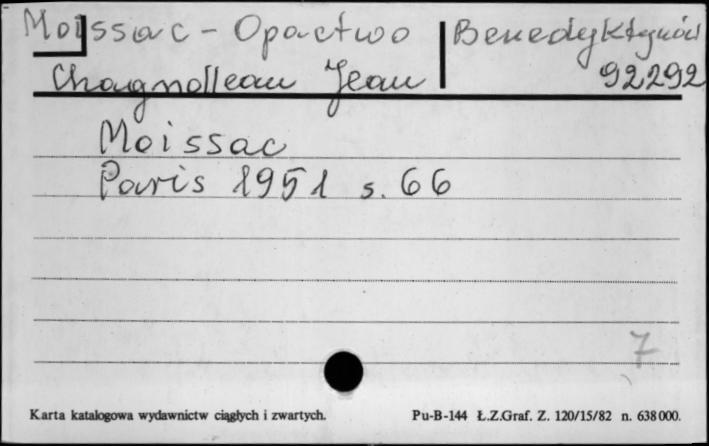 Moissac - Opactwo Benedyktynów
Chagnolleau Jean 92292
Moissac
Paris 1951 s. 66
7
Karta katalogowa wydawnictw ciągłych i zwartych. Pu-B-144 Ł.Z.Graf. Z. 120/15/82 n. 638000.